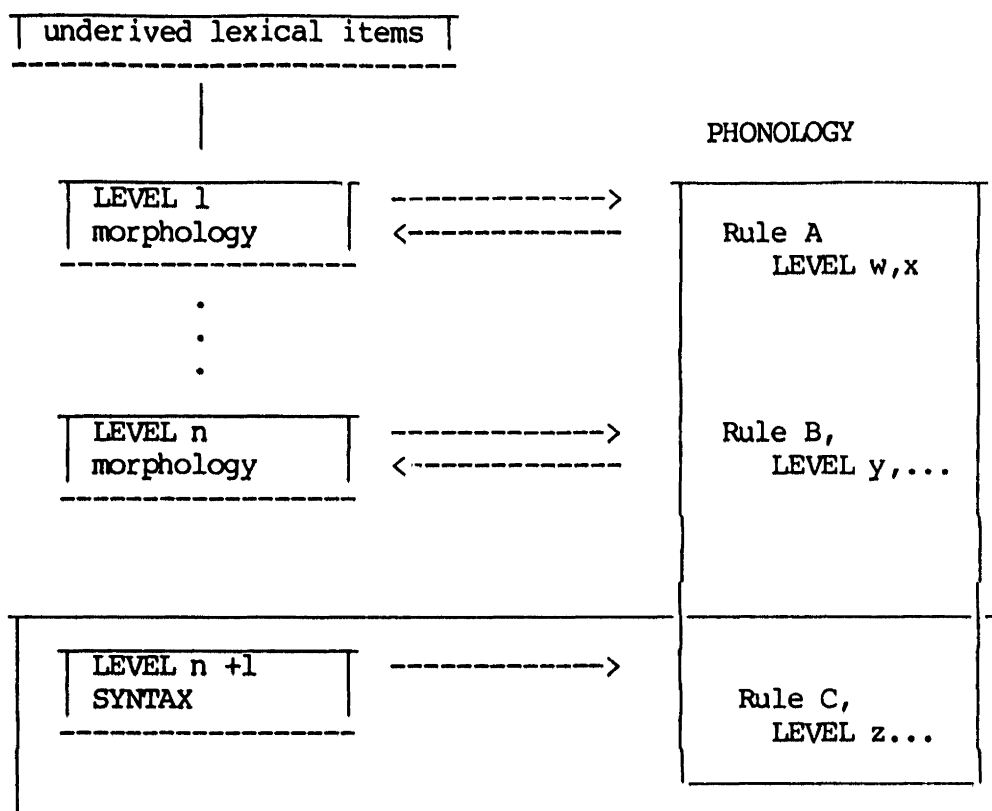 underived lexical items
PHONOLOGY
LEVEL 1
morphology
Rule A
LEVEL w,x
.
.
.
LEVEL n
morphology
Rule B,
LEVEL y,...
LEVEL n +1
SYNTAX
Rule C,
LEVEL z...